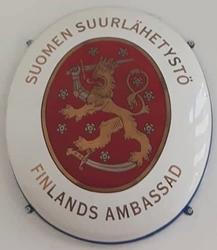 SUOMEN SUURLÄHETYSTÖ
FINLANDS AMBASSAD